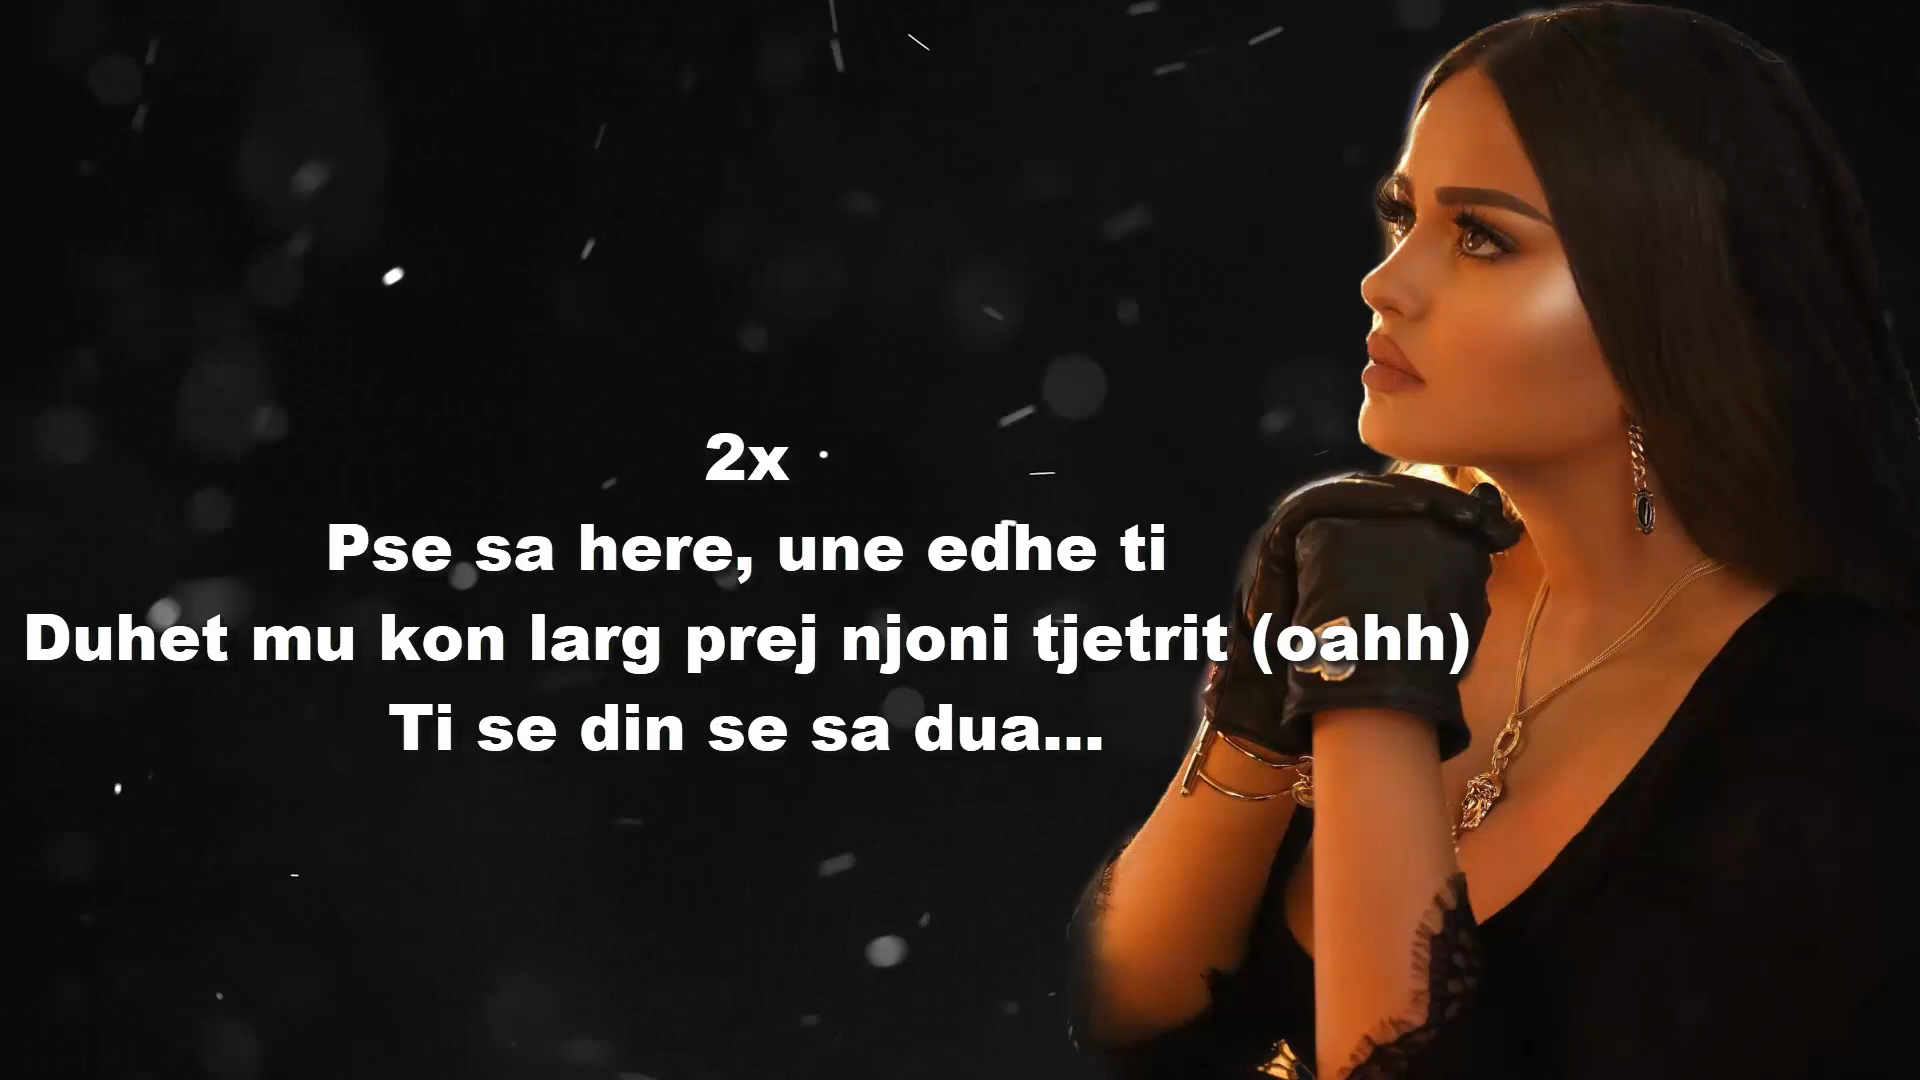 2x
Pse sa here, une edhe ti
Duhet mu kon larg prej njoni tjetrit (oahh)
Ti se din se sa dua...